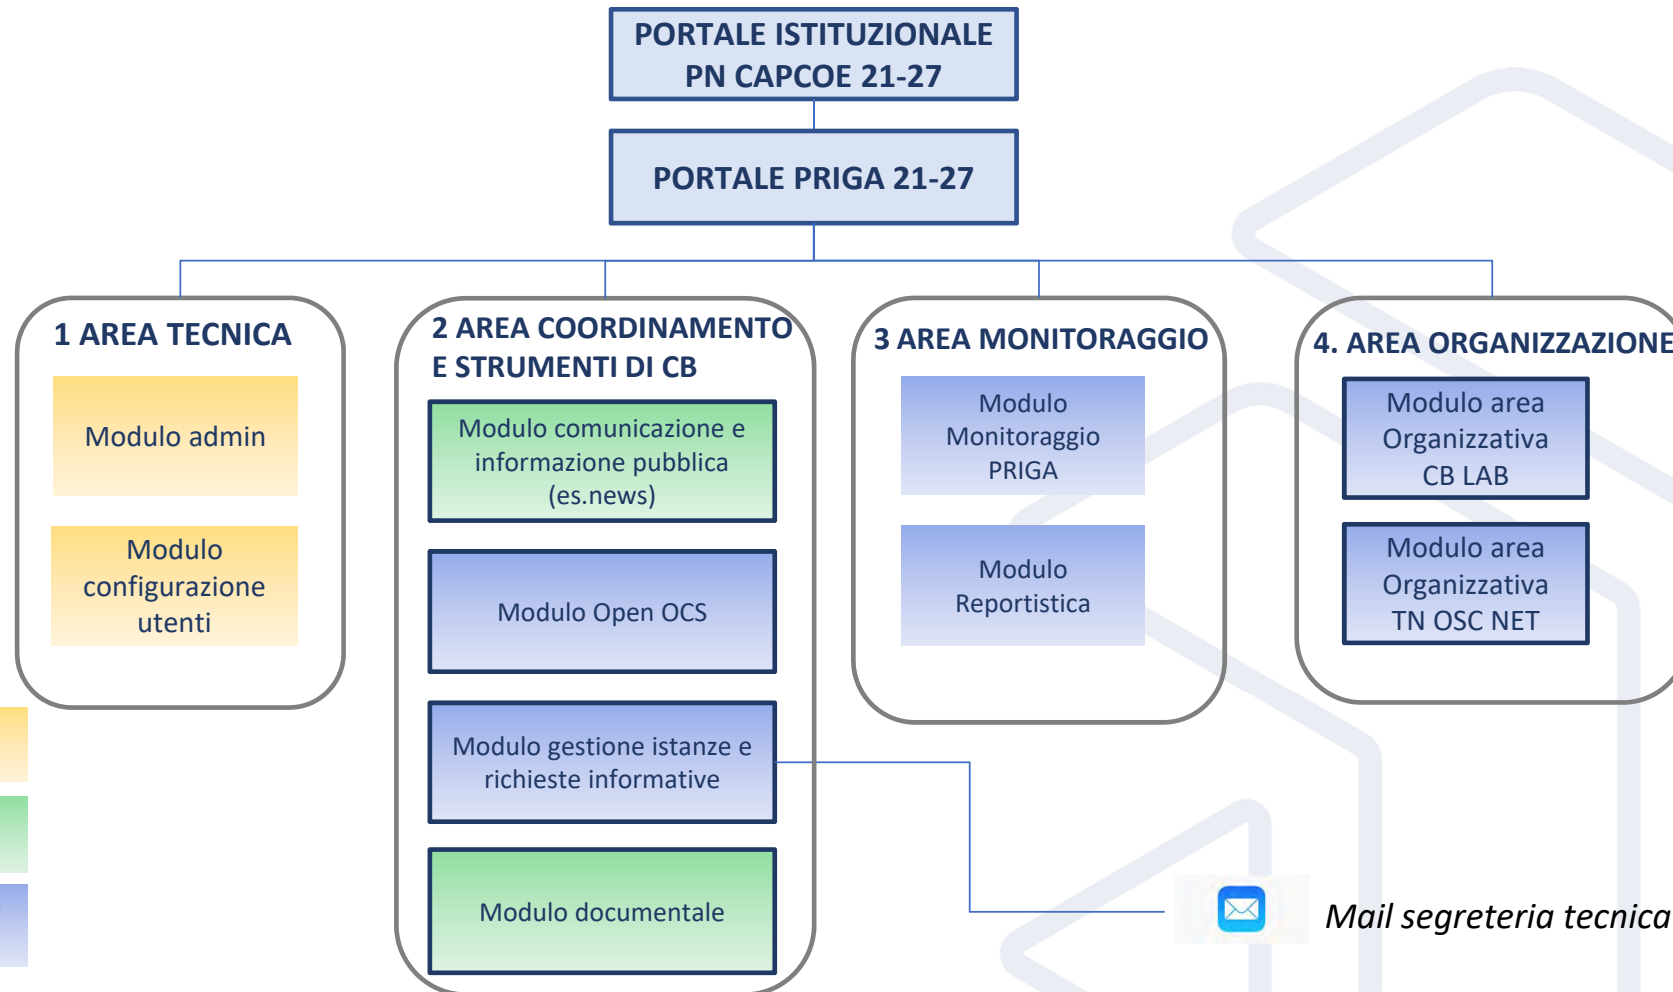 PORTALE ISTITUZIONALE
PN CAPCOE 21-27
PORTALE PRIGA 21-27
1 AREA TECNICA
Modulo admin
Modulo
configurazione
utenti
2 AREA COORDINAMENTO
E STRUMENTI DI CB
Modulo comunicazione e
informazione pubblica
(es.news)
Modulo Open OCS
Modulo gestione istanze e
richieste informative
Modulo documentale
3 AREA MONITORAGGIO
Modulo
Monitoraggio
PRIGA
Modulo
Reportistica
4. AREA ORGANIZZAZIONE
Modulo area
Organizzativa
CB LAB
Modulo area
Organizzativa
TN OSC NET
Mail segreteria tecnica